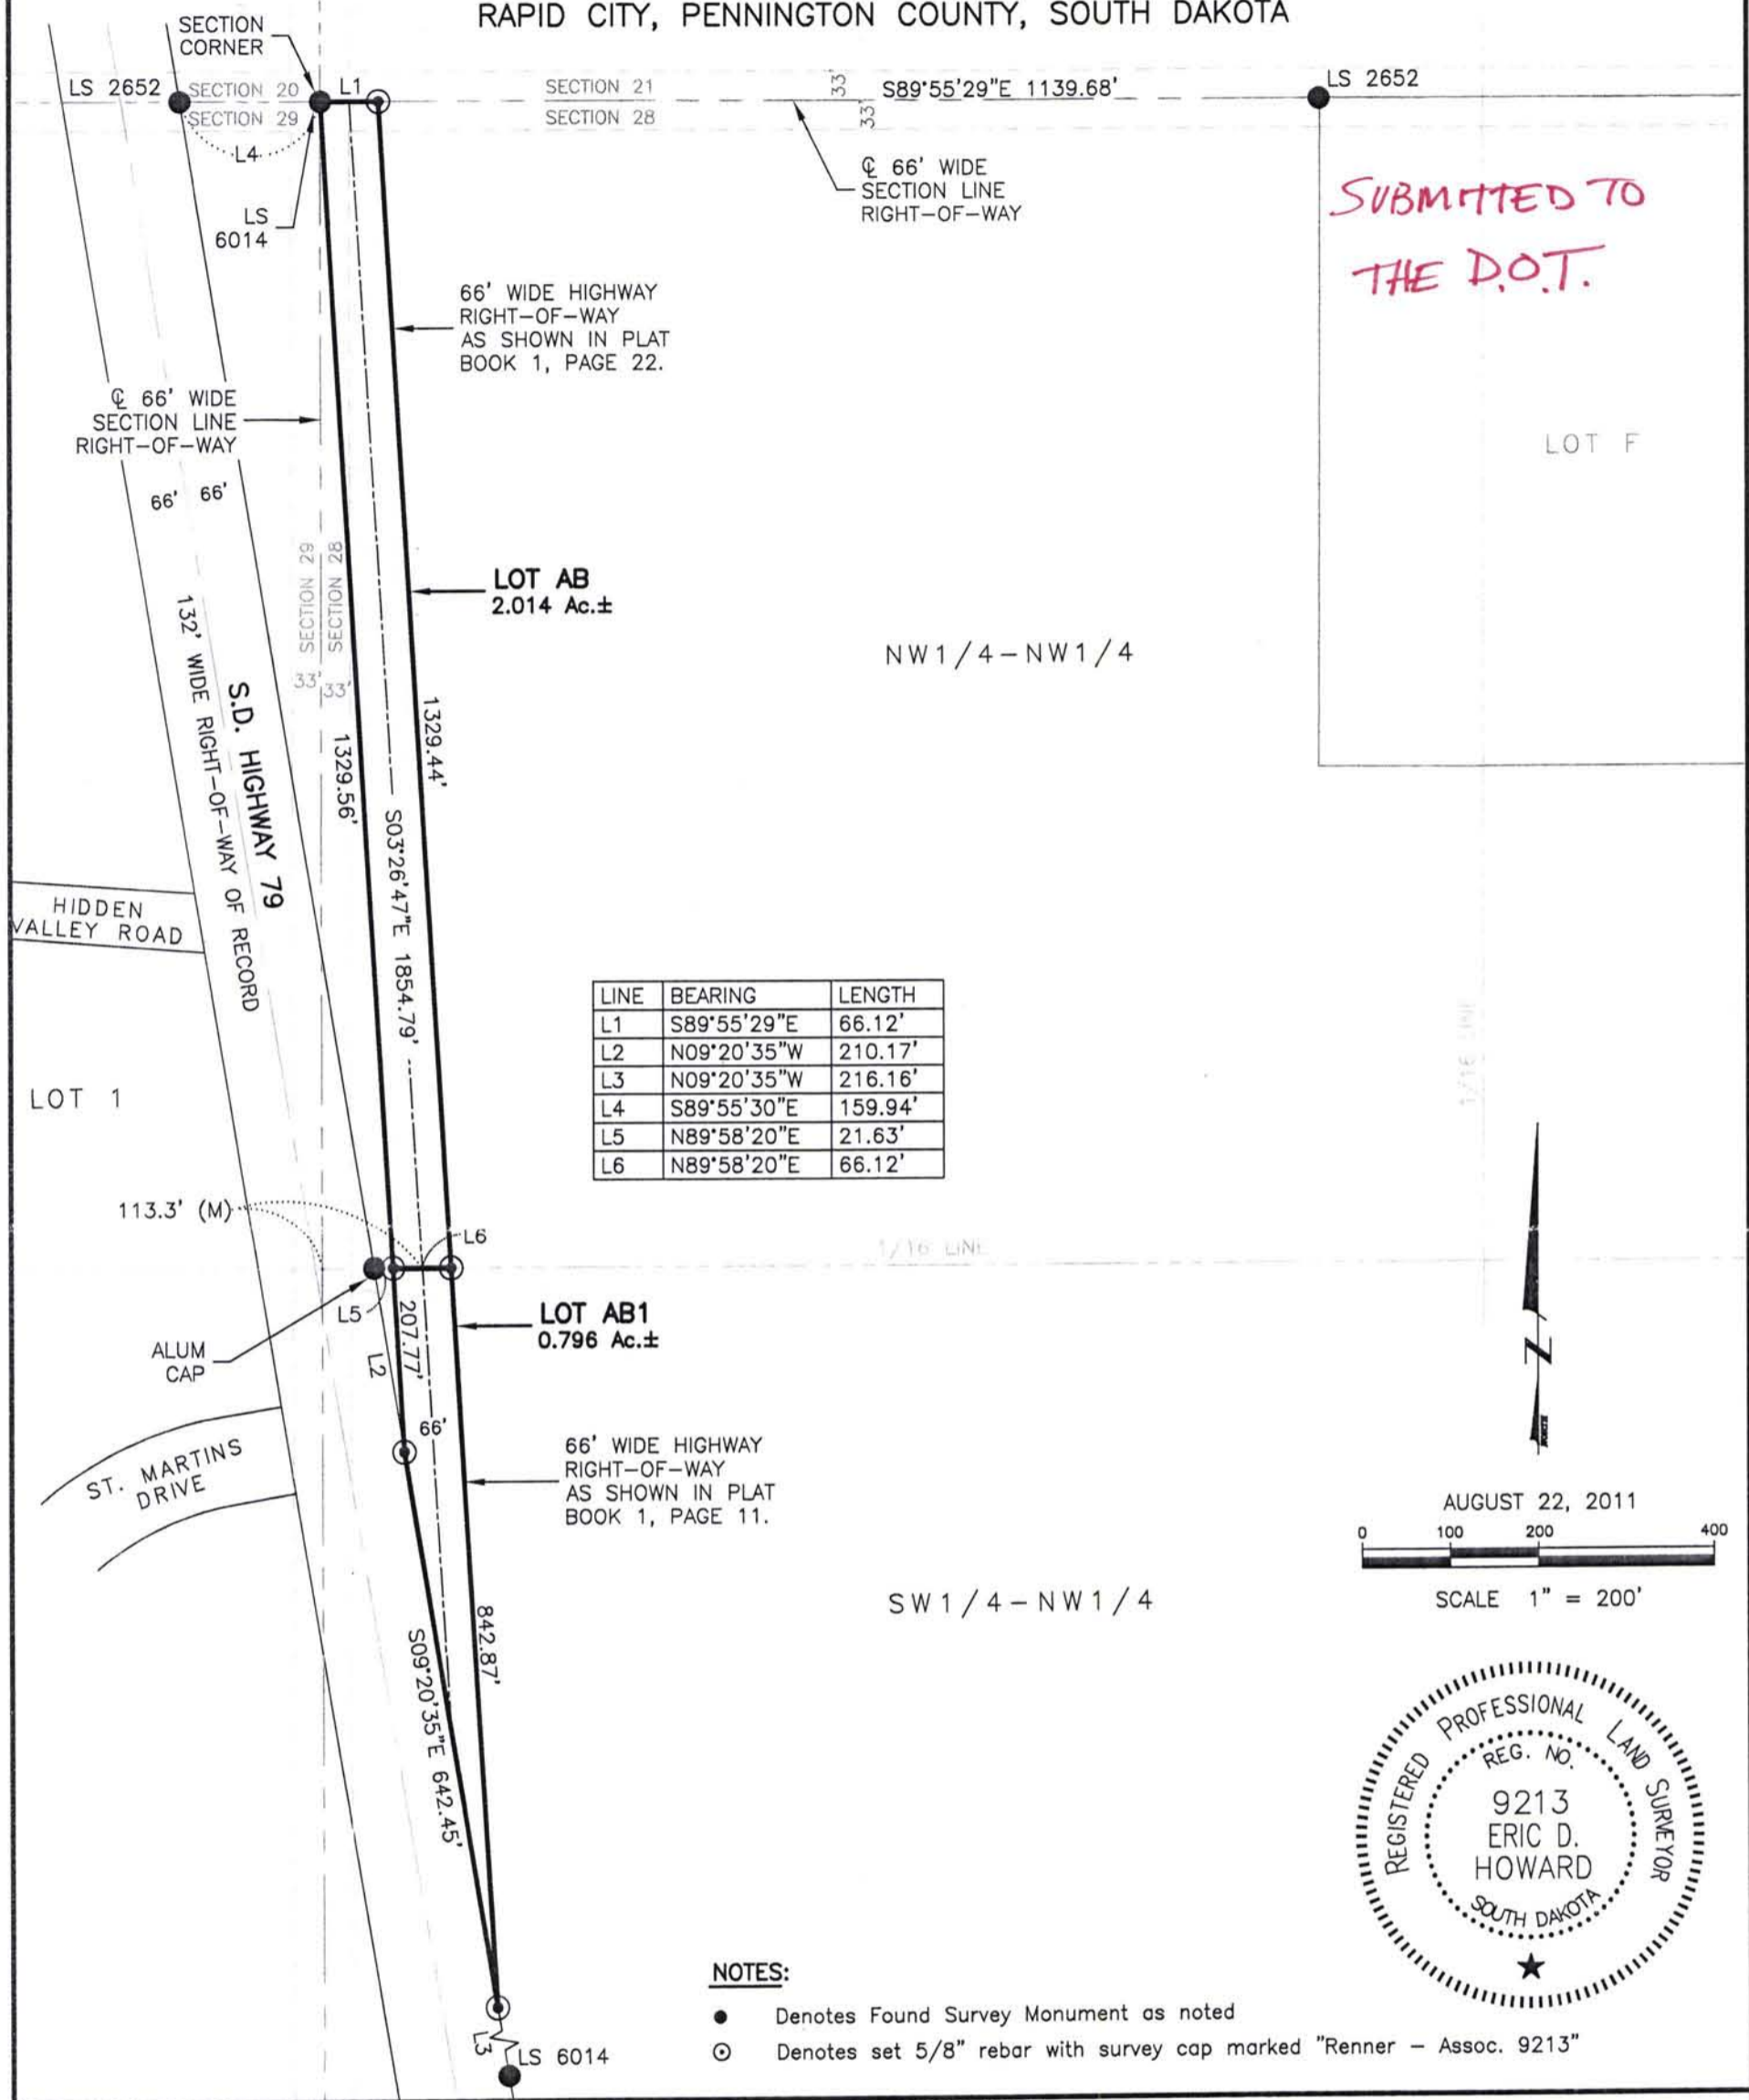 RAPID CITY, PENNINGTON COUNTY, SOUTH DAKOTA
SECTION
CORNER
LS 2652
SECTION 20
SECTION 29
L1
L4
LS
6014
SECTION 21
SECTION 28
33'
33'
S89°55'29"E 1139.68'
LS 2652
℄ 66' WIDE
SECTION LINE
RIGHT-OF-WAY
SUBMITTED TO
THE D.O.T.
66' WIDE HIGHWAY
RIGHT-OF-WAY
AS SHOWN IN PLAT
BOOK 1, PAGE 22.
℄ 66' WIDE
SECTION LINE
RIGHT-OF-WAY
LOT F
66' 66'
SECTION 29
SECTION 28
33'
33'
LOT AB
2.014 Ac.±
NW1/4-NW1/4
132' WIDE RIGHT-OF-WAY OF RECORD
S.D. HIGHWAY 79
1329.56'
1329.44'
S03°26'47"E 1854.79'
HIDDEN
VALLEY ROAD
LINE BEARING LENGTH
L1 S89°55'29"E 66.12'
L2 N09°20'35"W 210.17'
L3 N09°20'35"W 216.16'
L4 S89°55'30"E 159.94'
L5 N89°58'20"E 21.63'
L6 N89°58'20"E 66.12'
1/16 LINE
LOT 1
113.3' (M)
L6
1/16 LINE
L5
207.77'
L2
LOT AB1
0.796 Ac.±
ALUM
CAP
66'
ST. MARTINS
DRIVE
66' WIDE HIGHWAY
RIGHT-OF-WAY
AS SHOWN IN PLAT
BOOK 1, PAGE 11.
N
NORTH
AUGUST 22, 2011
0 100 200 400
SCALE 1" = 200'
SW1/4-NW1/4
842.87'
S09°20'35"E 642.45'
REGISTERED PROFESSIONAL LAND SURVEYOR
REG. NO.
9213
ERIC D.
HOWARD
SOUTH DAKOTA
NOTES:
● Denotes Found Survey Monument as noted
⊙ Denotes set 5/8" rebar with survey cap marked "Renner - Assoc. 9213"
L3
LS 6014